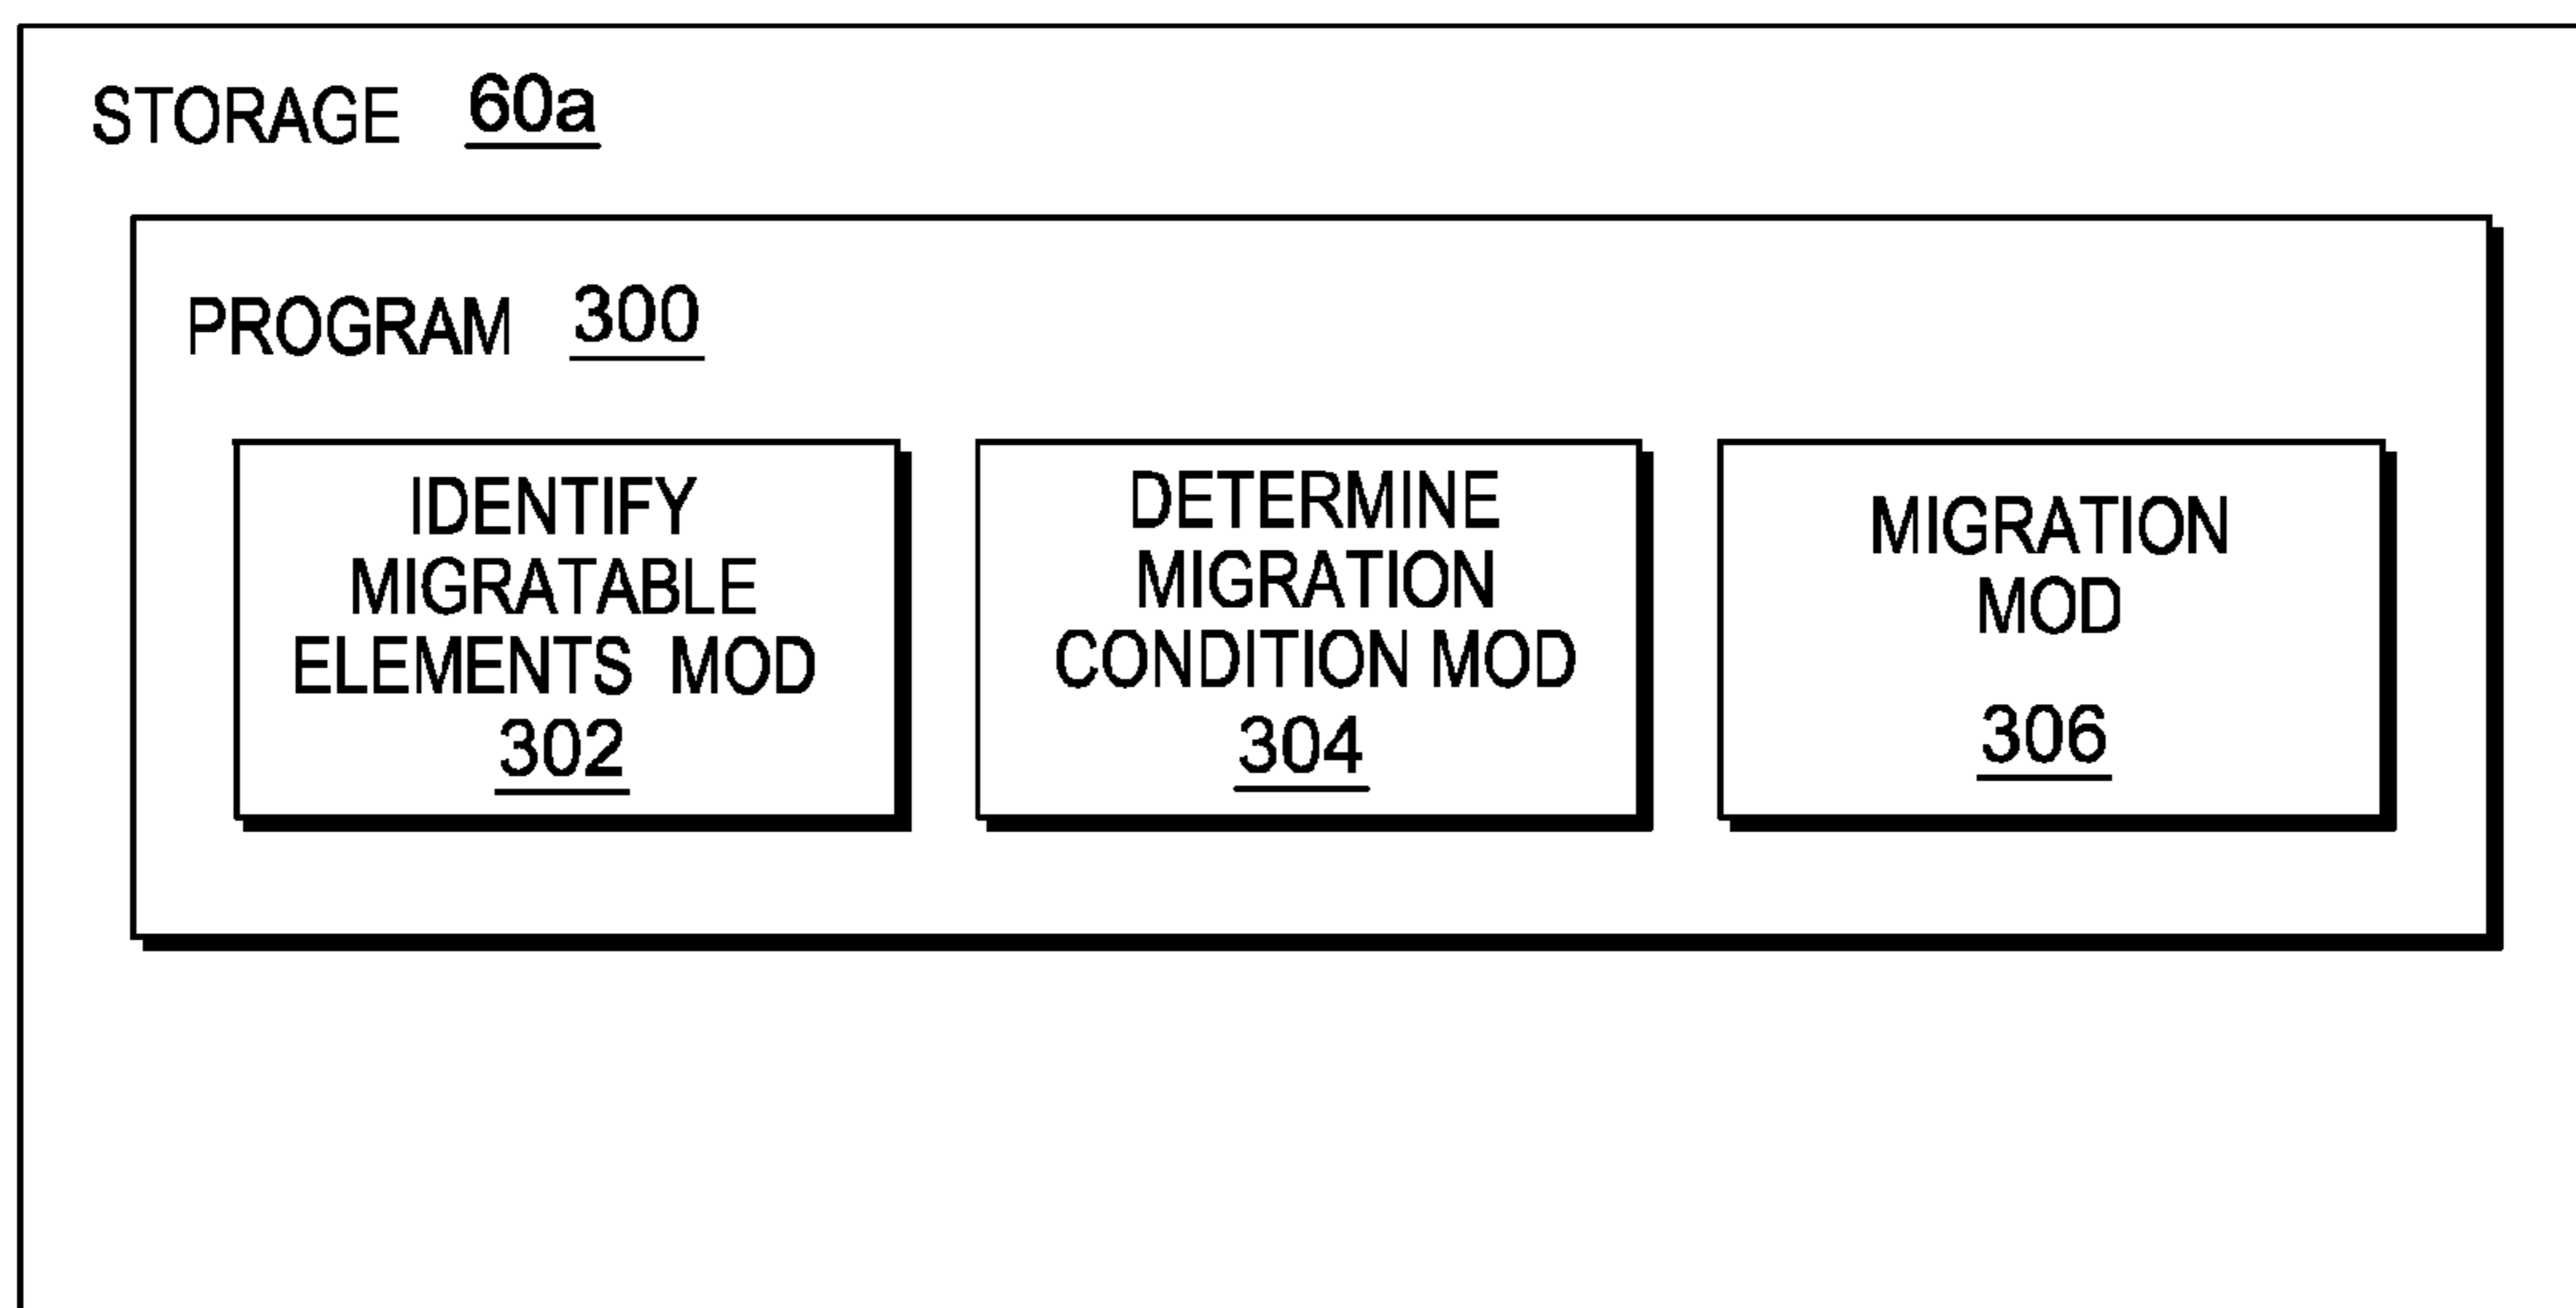 STORAGE 60a
PROGRAM 300
IDENTIFY
MIGRATABLE
ELEMENTS MOD
302
DETERMINE
MIGRATION
CONDITION MOD
304
MIGRATION
MOD
306